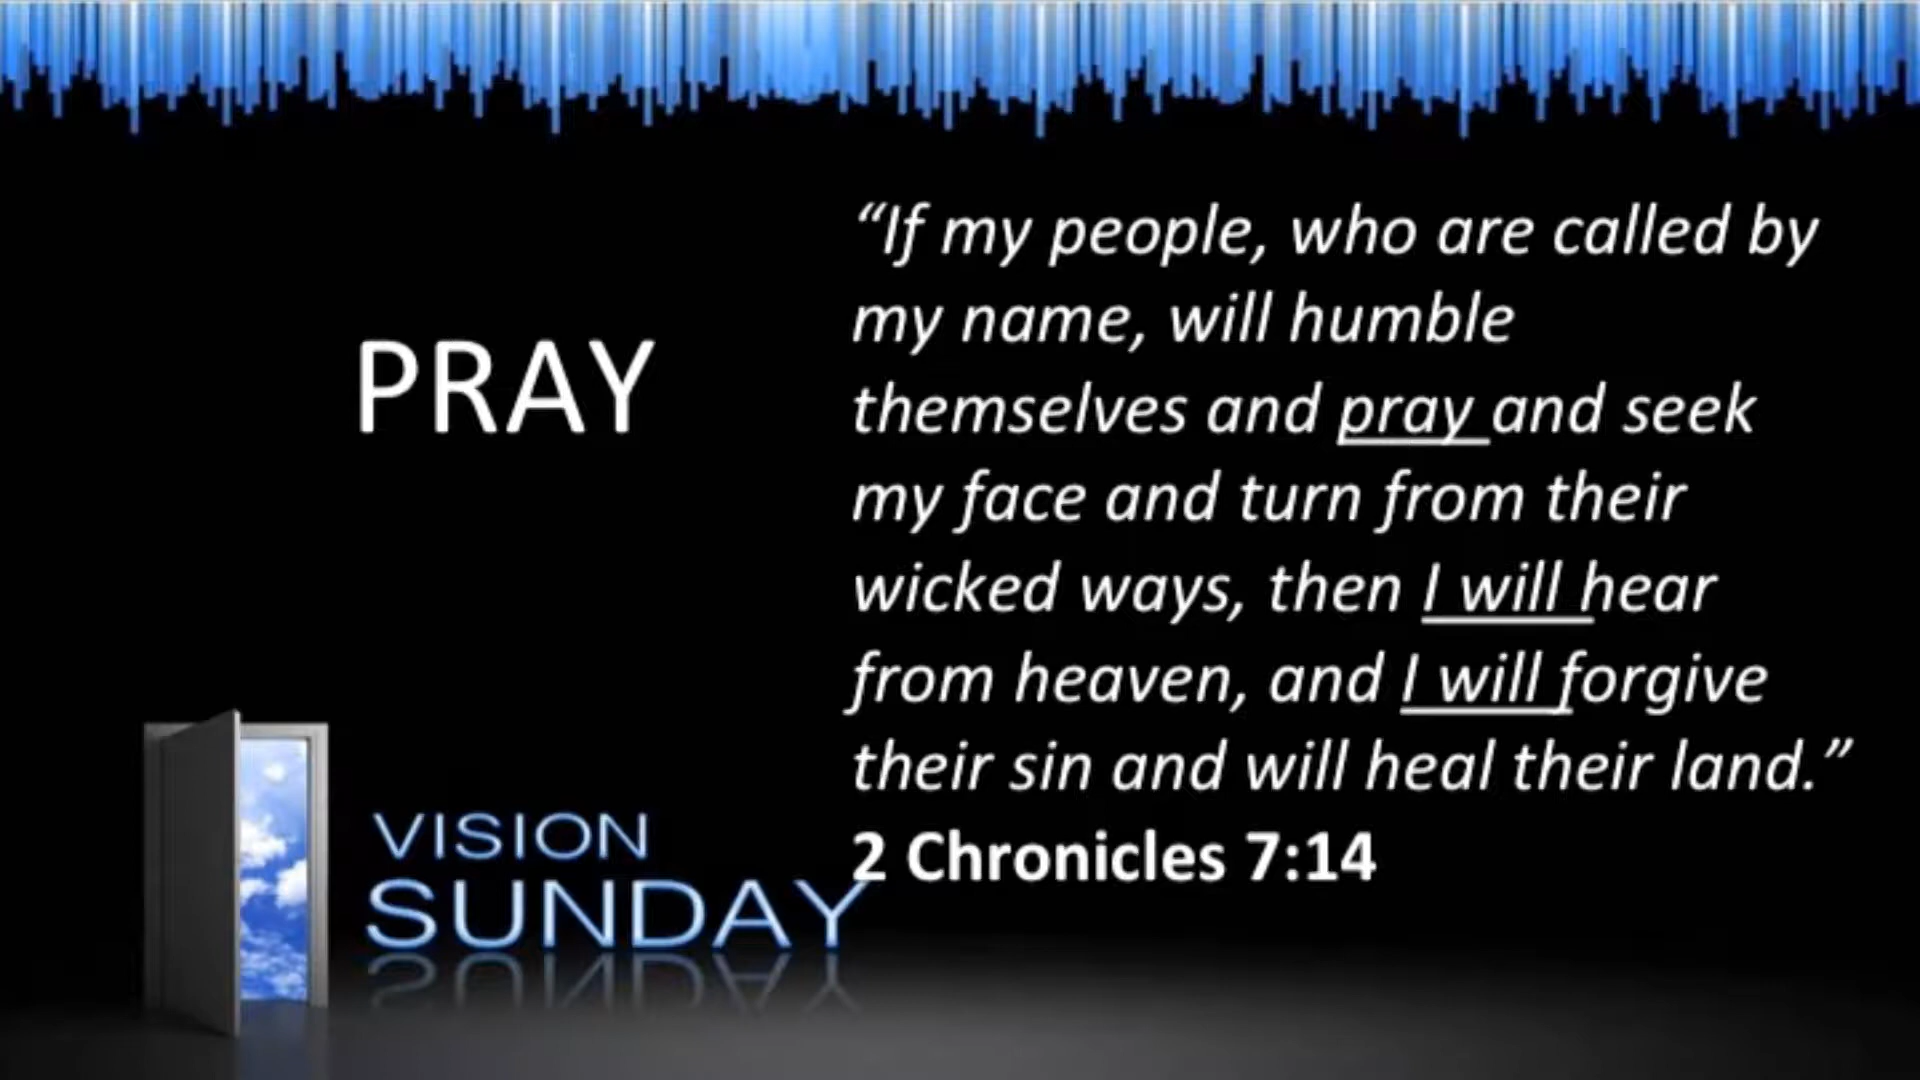 PRAY
“If my people, who are called by
my name, will humble
themselves and pray and seek
my face and turn from their
wicked ways, then I will hear
from heaven, and I will forgive
their sin and will heal their land.”
2 Chronicles 7:14
VISION
SUNDAY